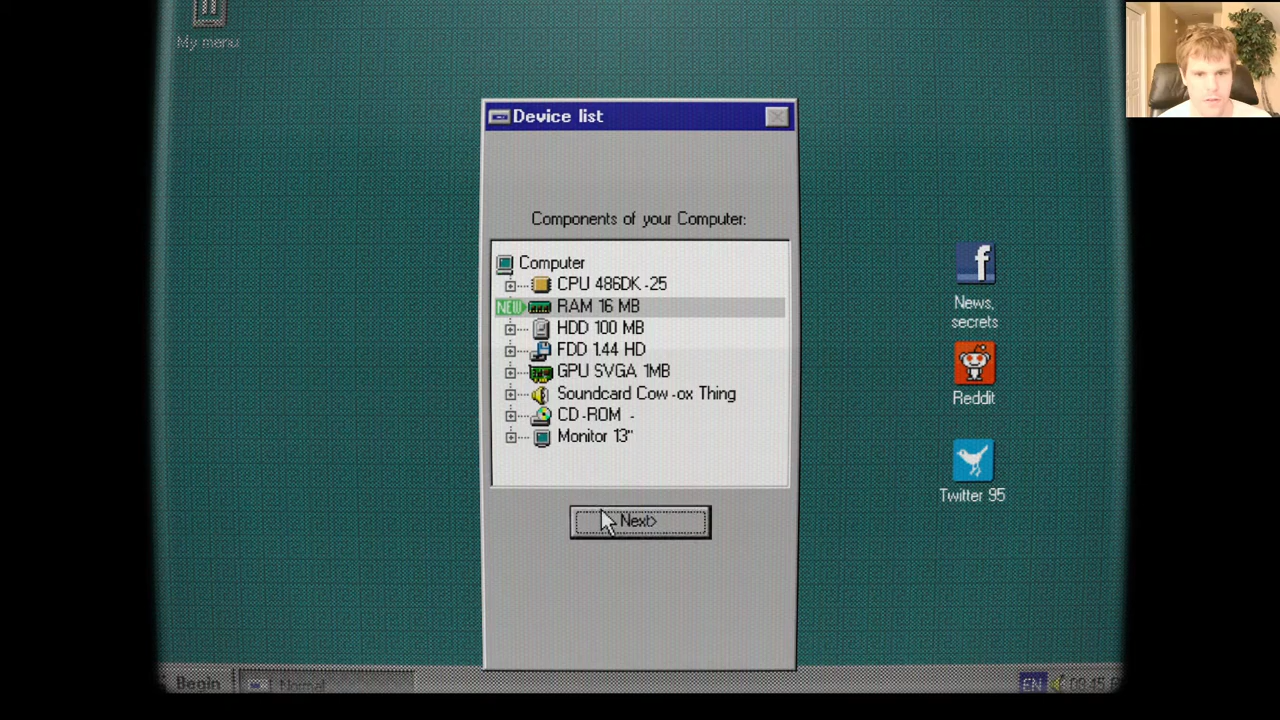 My menu
Device list
Components of your Computer:
Computer
CPU 486DK-25
NEW RAM 16 MB
HDD 100 MB
FDD 1.44 HD
GPU SVGA 1MB
Soundcard Cow-ox Thing
CD-ROM -
Monitor 13"
Next>
f
News,
secrets
Reddit
Twitter 95
Begin
Normal
EN